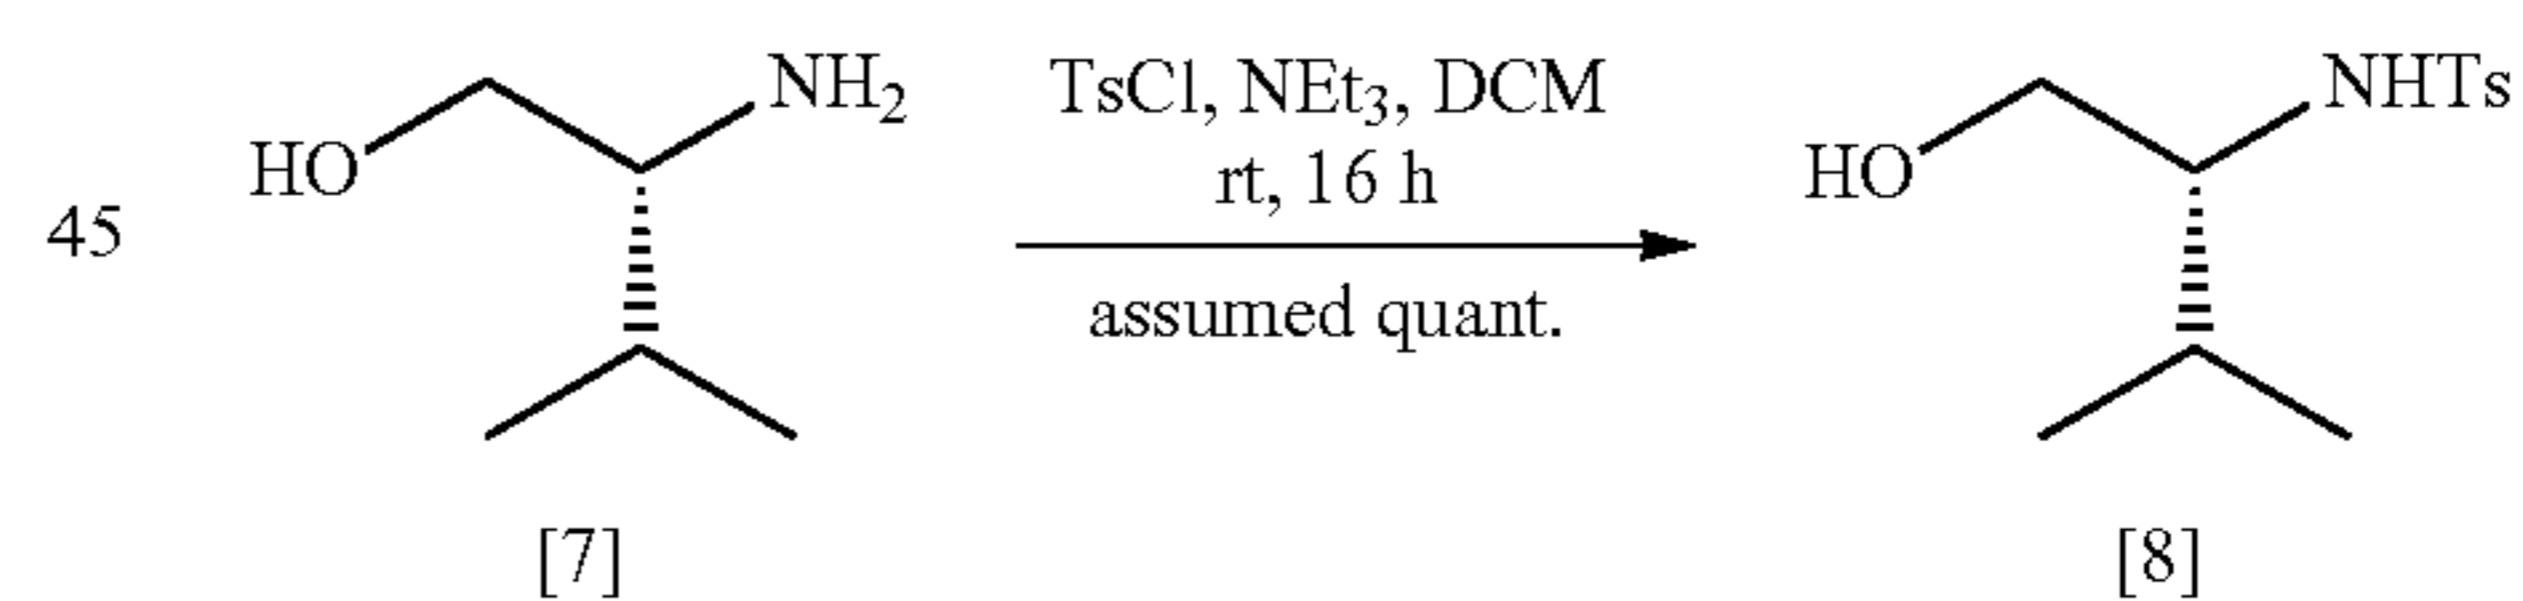 NH₂
TsCl, NEt₃, DCM
NHTs
HO
rt, 16 h
HO
45
assumed quant.
[7]
[8]